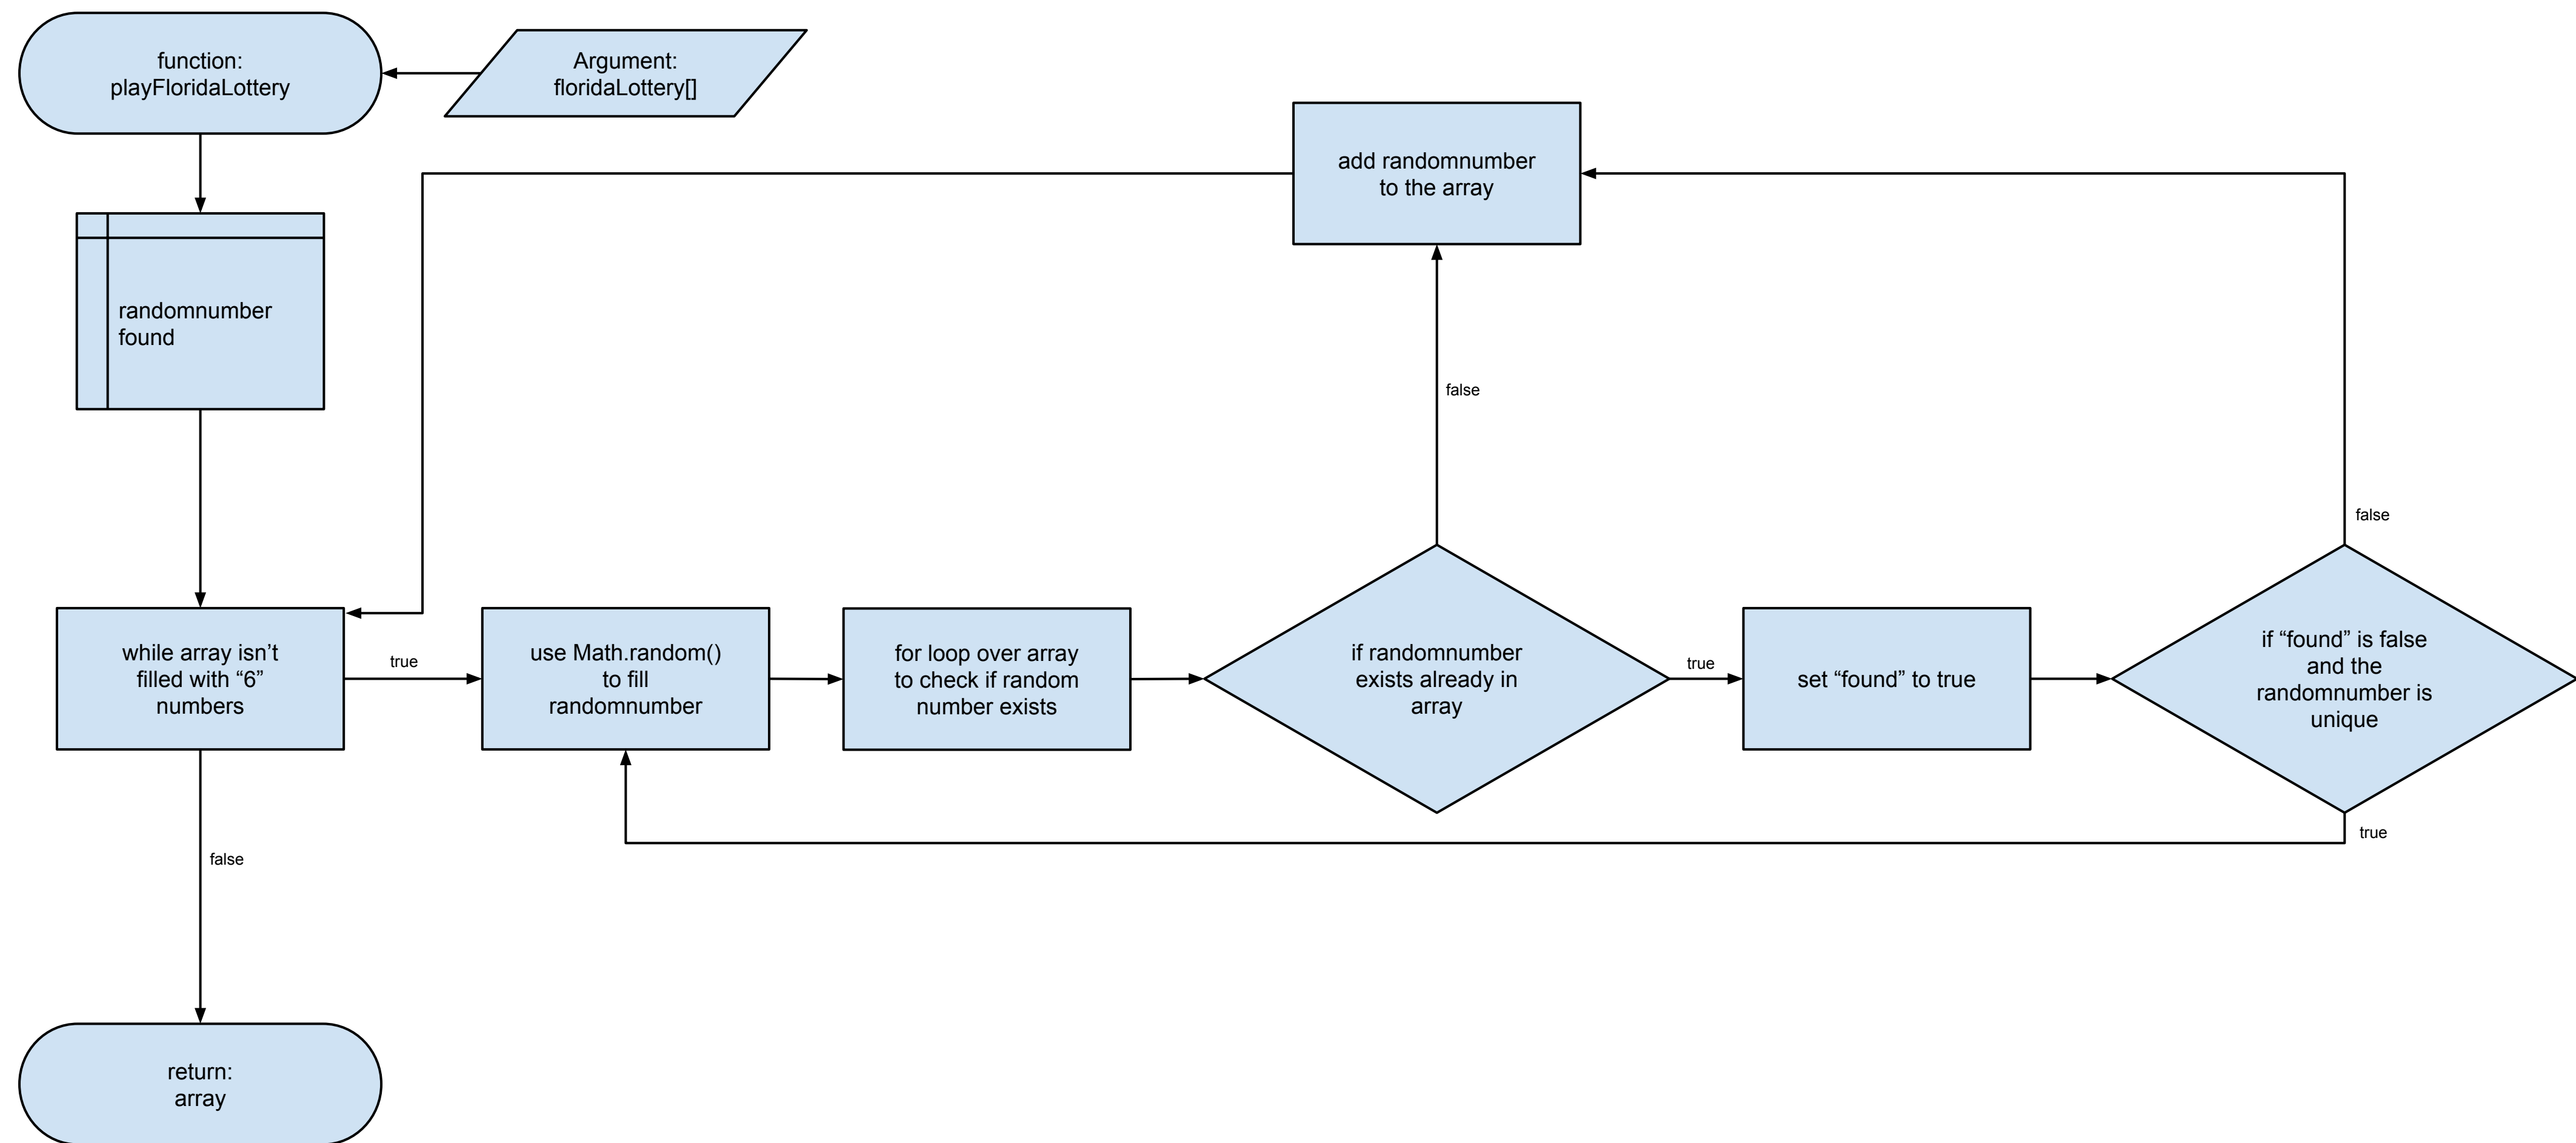 function:
playFloridaLottery
Argument:
floridaLottery[]
add randomnumber
to the array
randomnumber
found
false
false
while array isn’t
filled with “6”
numbers
true
use Math.random()
to fill
randomnumber
for loop over array
to check if random
number exists
if randomnumber
exists already in
array
true
set “found” to true
if “found” is false
and the
randomnumber is
unique
true
false
return:
array